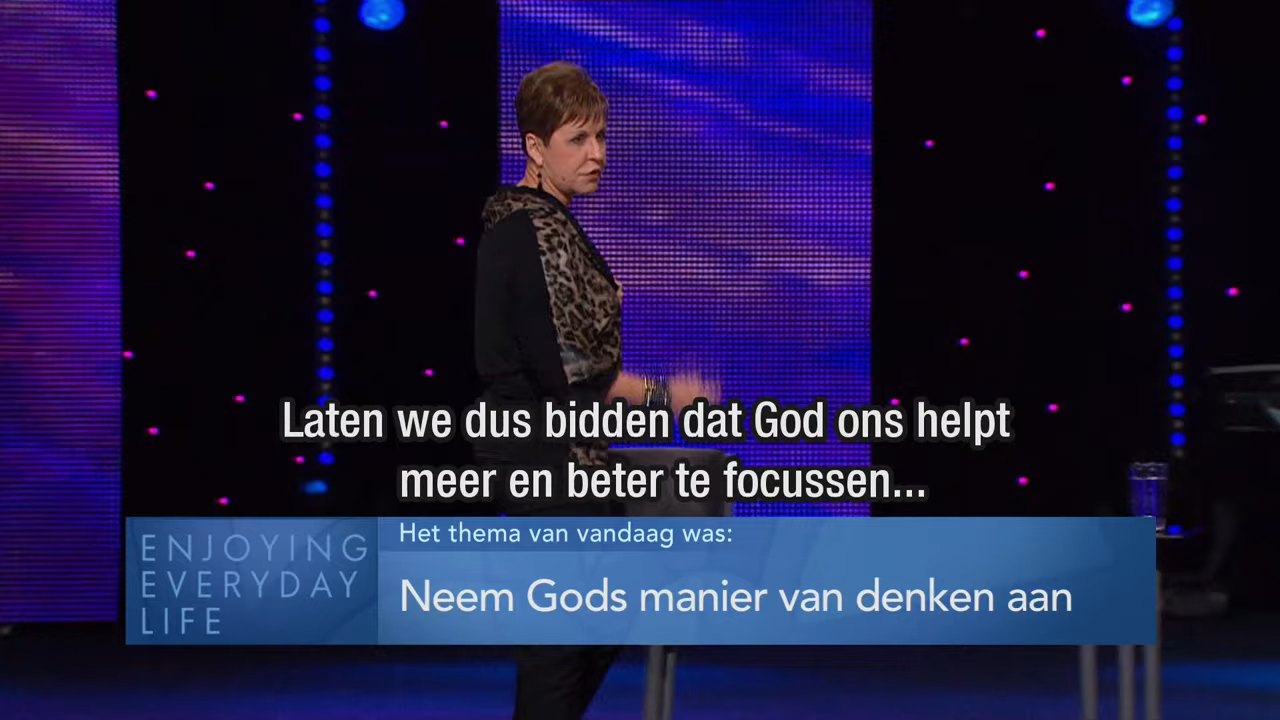 Laten we dus bidden dat God ons helpt
meer en beter te focussen...
ENJOYING
EVERYDAY
LIFE
Het thema van vandaag was:
Neem Gods manier van denken aan